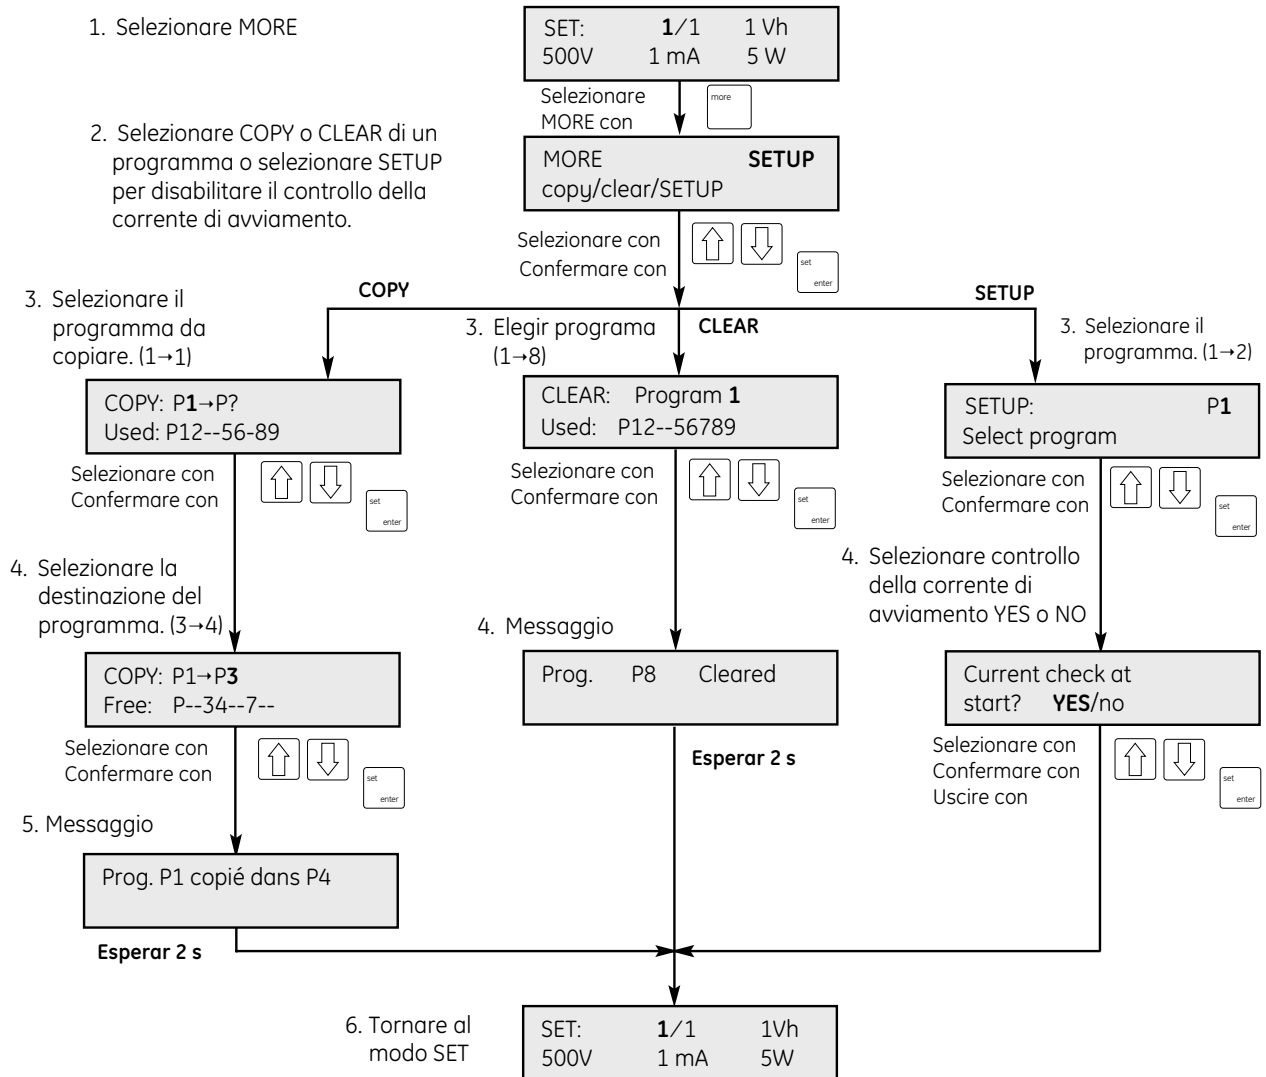 1. Selezionare MORE
SET: 1/1 1 Vh
500V 1 mA 5 W
Selezionare
MORE con
more
2. Selezionare COPY o CLEAR di un
programma o selezionare SETUP
per disabilitare il controllo della
corrente di avviamento.
MORE SETUP
copy/clear/SETUP
Selezionare con
Confermare con
set
enter
COPY
CLEAR
SETUP
3. Selezionare il
programma da
copiare. (1→1)
COPY: P1→P?
Used: P12--56-89
Selezionare con
Confermare con
set
enter
4. Selezionare la
destinazione del
programma. (3→4)
COPY: P1→P3
Free: P--34--7--
Selezionare con
Confermare con
set
enter
5. Messaggio
Prog. P1 copié dans P4
Esperar 2 s
3. Elegir programa
(1→8)
CLEAR: Program 1
Used: P12--56789
Selezionare con
Confermare con
set
enter
4. Messaggio
Prog. P8 Cleared
Esperar 2 s
3. Selezionare il
programma. (1→2)
SETUP: P1
Select program
Selezionare con
Confermare con
set
enter
4. Selezionare controllo
della corrente di
avviamento YES o NO
Current check at
start? YES/no
Selezionare con
Confermare con
Uscire con
set
enter
6. Tornare al
modo SET
SET: 1/1 1Vh
500V 1 mA 5W